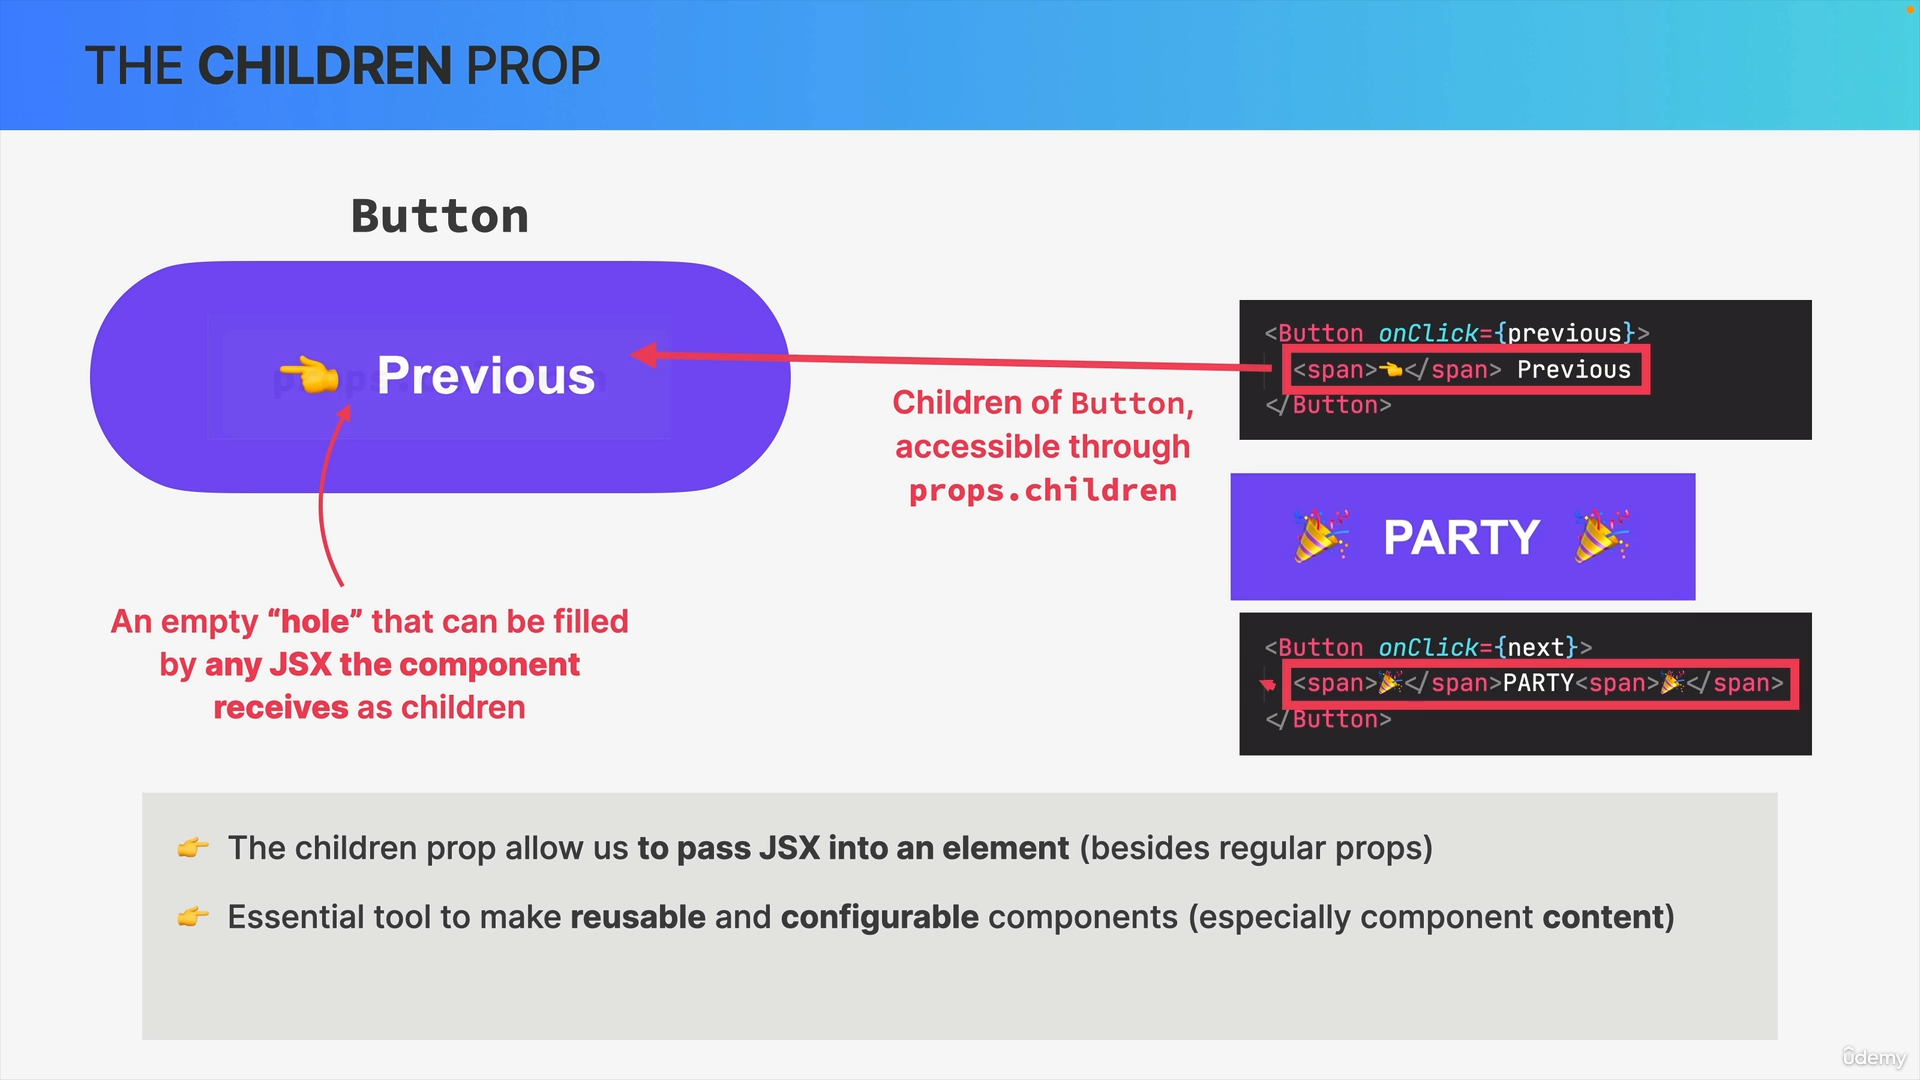 THE CHILDREN PROP
Button
👈 Previous
An empty “hole” that can be filled
by any JSX the component
receives as children
Children of Button,
accessible through
props.children
<Button onClick={previous}>
<span>👈</span> Previous
</Button>
🎉 PARTY 🎉
<Button onClick={next}>
<span>🎉</span>PARTY<span>🎉</span>
</Button>
👉 The children prop allow us to pass JSX into an element (besides regular props)
👉 Essential tool to make reusable and configurable components (especially component content)
ûdemy